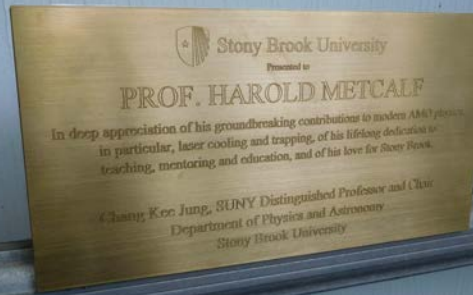 Stony Brook University
Presented to
PROF. HAROLD METCALF
In deep appreciation of his groundbreaking contributions to modern AMO physics,
in particular, laser cooling and trapping, of his lifelong dedication to
teaching, mentoring and education, and of his love for Stony Brook.
Chang Kee Jung, SUNY Distinguished Professor and Chair
Department of Physics and Astronomy
Stony Brook University